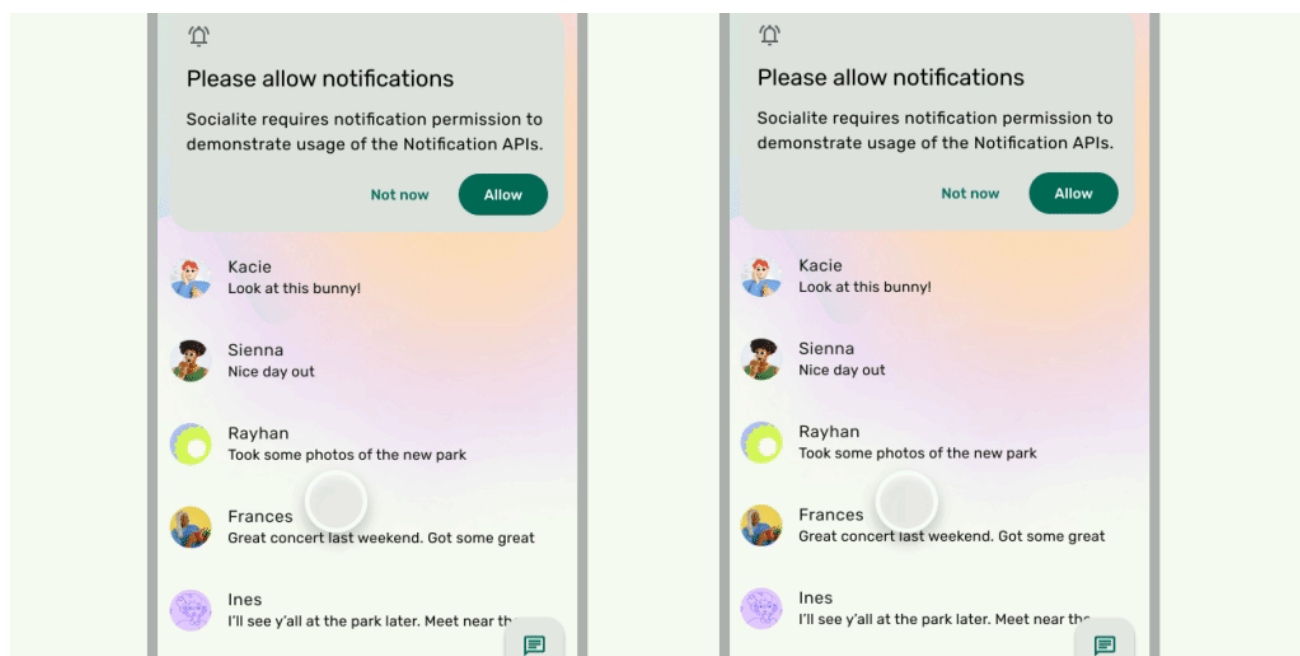 Please allow notifications
Socialite requires notification permission to
demonstrate usage of the Notification APIs.
Not now
Allow
Kacie
Look at this bunny!
Sienna
Nice day out
Rayhan
Took some photos of the new park
Frances
Great concert last weekend. Got some great
Ines
I'll see y'all at the park later. Meet near
Please allow notifications
Socialite requires notification permission to
demonstrate usage of the Notification APIs.
Not now
Allow
Kacie
Look at this bunny!
Sienna
Nice day out
Rayhan
Took some photos of the new park
Frances
Great concert last weekend. Got some great
Ines
I'll see y'all at the park later. Meet near